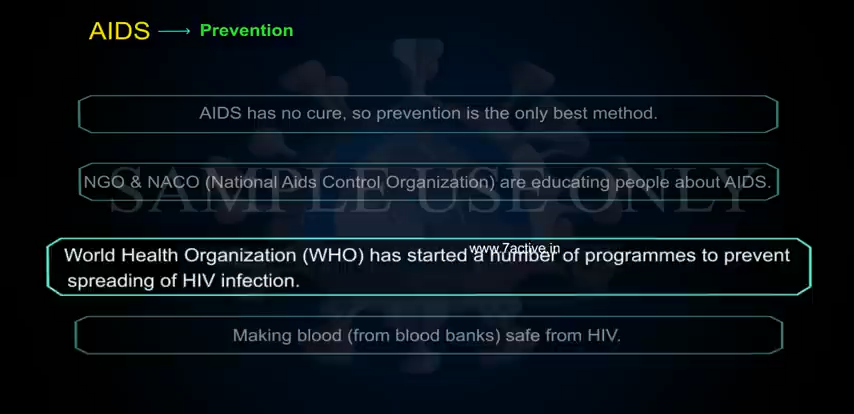 AIDS → Prevention
AIDS has no cure, so prevention is the only best method.
NGO & NACO (National Aids Control Organization) are educating people about AIDS.
SAMPLE USE ONLY
www.7active.in
World Health Organization (WHO) has started a number of programmes to prevent
spreading of HIV infection.
Making blood (from blood banks) safe from HIV.